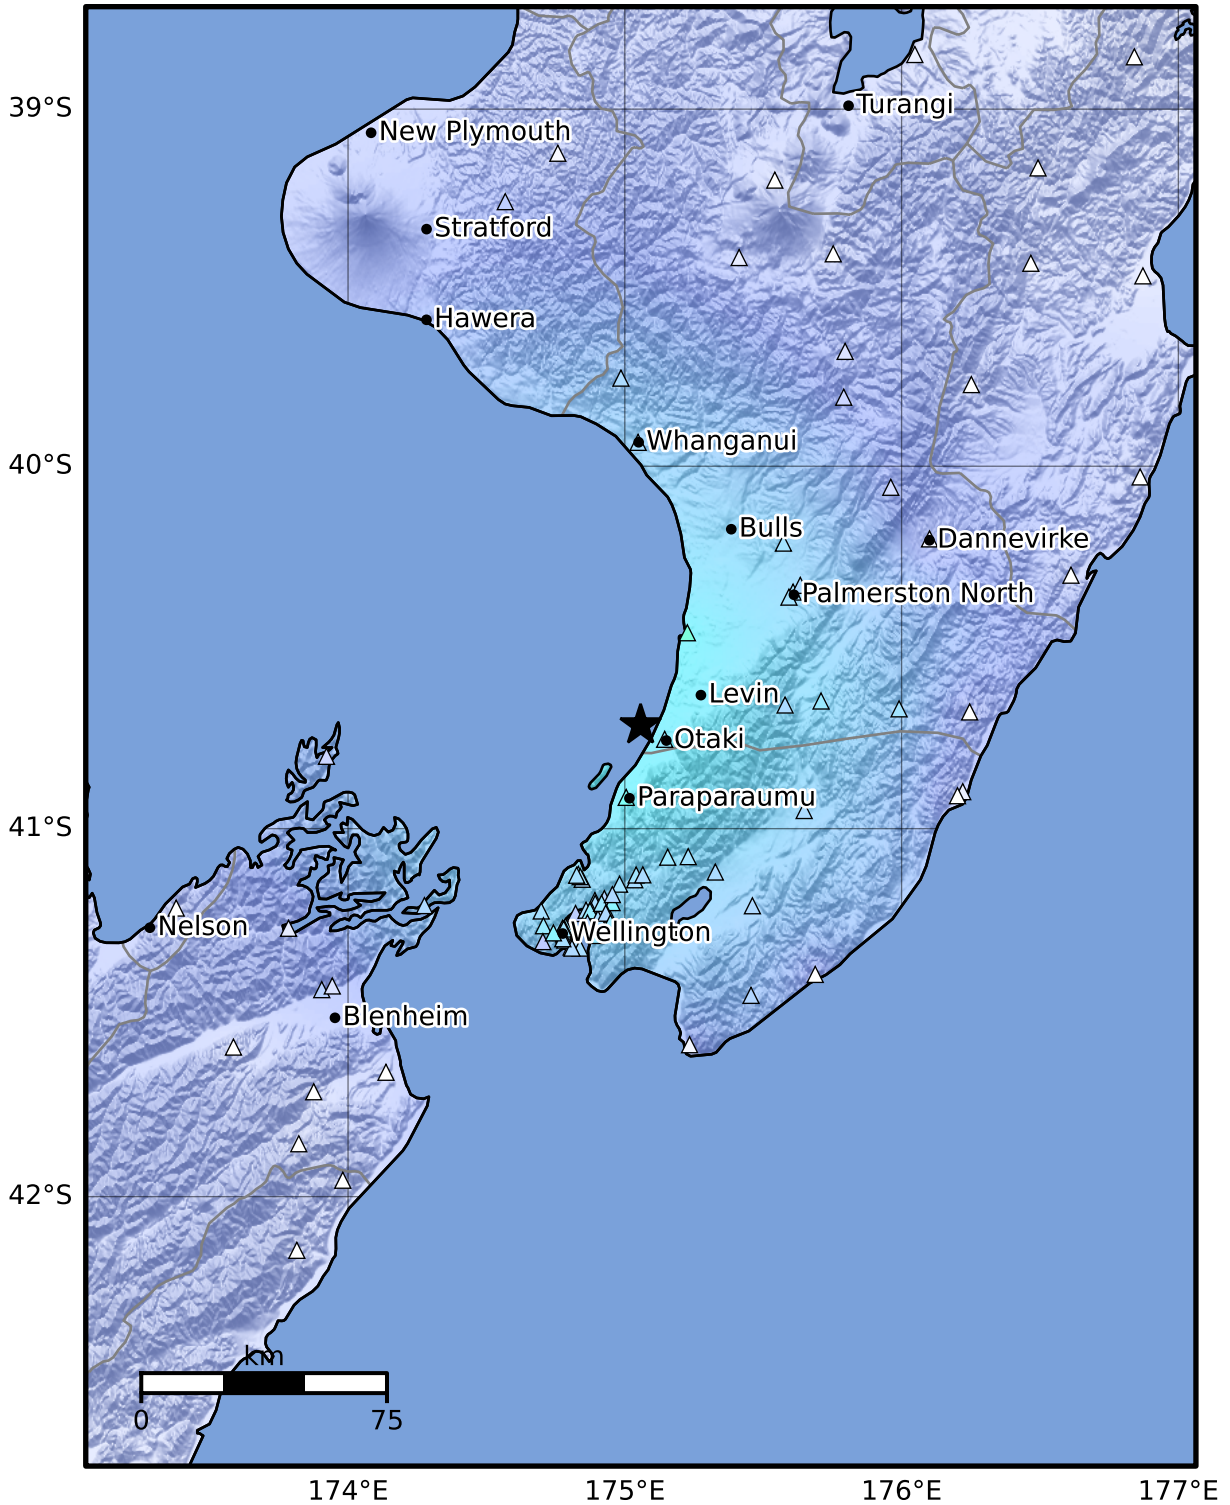 39°S
40°S
41°S
42°S
Turangi
New Plymouth
Stratford
Hawera
Whanganui
Bulls
Dannevirke
Palmerston North
Levin
Otaki
Paraparaumu
Nelson
Wellington
Blenheim
km
0 75
174°E 175°E 176°E 177°E